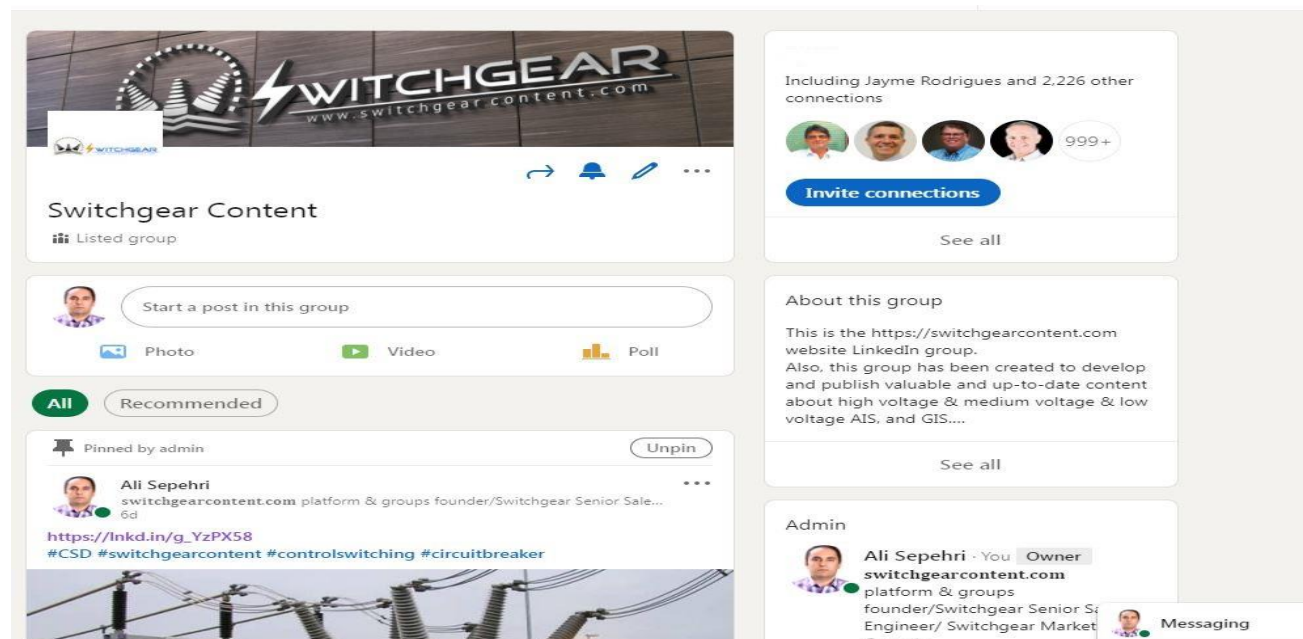 SWITCHGEAR
www.switchgearcontent.com
SWITCHGEAR
Switchgear Content
Listed group
Start a post in this group
Photo
Video
Poll
All
Recommended
Pinned by admin
Unpin
Ali Sepehri
switchgearcontent.com platform & groups founder/Switchgear Senior Sale...
6d
https://lnkd.in/g_YzPX58
#CSD #switchgearcontent #controlswitching #circuitbreaker
Including Jayme Rodrigues and 2,226 other
connections
999+
Invite connections
See all
About this group
This is the https://switchgearcontent.com
website LinkedIn group.
Also, this group has been created to develop
and publish valuable and up-to-date content
about high voltage & medium voltage & low
voltage AIS, and GIS....
See all
Admin
Ali Sepehri · You Owner
switchgearcontent.com
platform & groups
founder/Switchgear Senior
Engineer/ Switchgear Market
Messaging